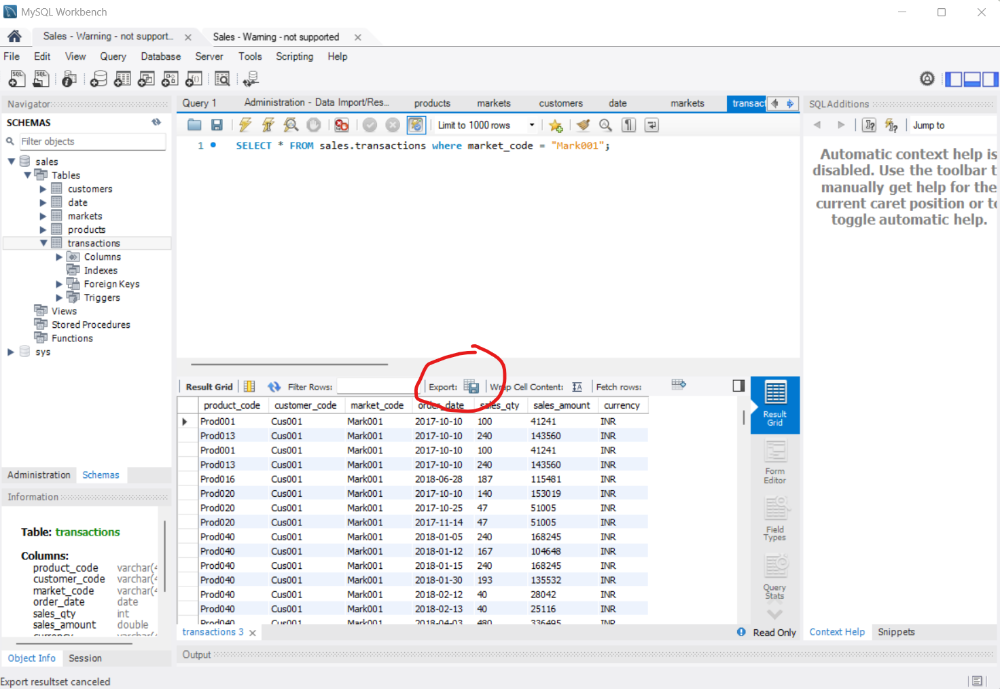 MySQL Workbench
Sales - Warning - not support...
Sales - Warning - not supported
File Edit View Query Database Server Tools Scripting Help
Navigator
SCHEMAS
Filter objects
sales
Tables
customers
date
markets
products
transactions
Columns
Indexes
Foreign Keys
Triggers
Views
Stored Procedures
Functions
sys
Administration Schemas
Information
Table: transactions
Columns:
product_code varchar(4
customer_code varchar(4
market_code varchar(4
order_date date
sales_qty int
sales_amount double
currency varchar(4
Object Info Session
Query 1 Administration - Data Import/Res... products markets customers date markets transact
Limit to 1000 rows
1 SELECT * FROM sales.transactions where market_code = "Mark001";
Result Grid Filter Rows: Export: Wrap Cell Content: Fetch rows:
product_code customer_code market_code order_date sales_qty sales_amount currency
Prod001 Cus001 Mark001 2017-10-10 100 41241 INR
Prod013 Cus001 Mark001 2017-10-10 240 143560 INR
Prod001 Cus001 Mark001 2017-10-10 100 41241 INR
Prod013 Cus001 Mark001 2017-10-10 240 143560 INR
Prod016 Cus001 Mark001 2018-06-28 187 115481 INR
Prod020 Cus001 Mark001 2017-10-10 140 153019 INR
Prod020 Cus001 Mark001 2017-10-25 47 51005 INR
Prod020 Cus001 Mark001 2017-11-14 47 51005 INR
Prod040 Cus001 Mark001 2018-01-05 240 168245 INR
Prod040 Cus001 Mark001 2018-01-12 167 104648 INR
Prod040 Cus001 Mark001 2018-01-15 240 168245 INR
Prod040 Cus001 Mark001 2018-01-30 193 135532 INR
Prod040 Cus001 Mark001 2018-02-12 40 28042 INR
Prod040 Cus001 Mark001 2018-02-13 40 25116 INR
Prod040 Cus001 Mark001 2018-04-03 480 336495 INR
Result
Grid
Form
Editor
Field
Types
Query
Stats
transactions 3
Read Only
Output
SQLAdditions
Jump to
Automatic context help is
disabled. Use the toolbar t
manually get help for the
current caret position or to
toggle automatic help.
Context Help Snippets
Export resultset canceled